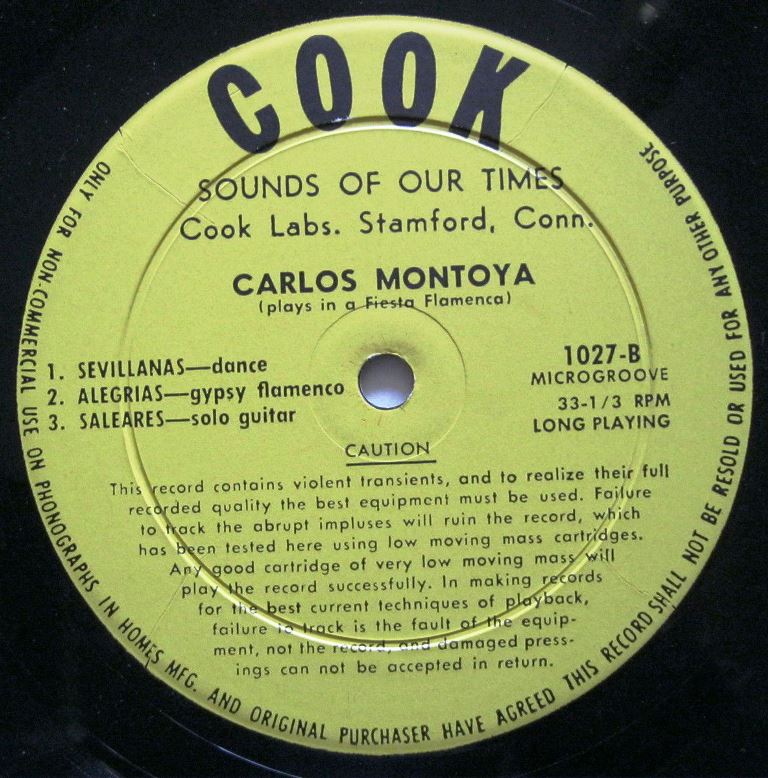 COOK
SOUNDS OF OUR TIMES
Cook Labs. Stamford, Conn.
CARLOS MONTOYA
(plays in a Fiesta Flamenca)
1. SEVILLANAS—dance
2. ALEGRIAS—gypsy flamenco
3. SALEARES—solo guitar
1027-B
MICROGROOVE
33-1/3 RPM
LONG PLAYING
CAUTION
This record contains violent transients, and to realize their full
recorded quality the best equipment must be used. Failure
to track the abrupt impluses will ruin the record, which
has been tested here using low moving mass cartridges.
Any good cartridge of very low moving mass will
play the record successfully. In making records
for the best current techniques of playback,
failure to track is the fault of the equip-
ment, not the record, and damaged press-
ings can not be accepted in return.
ONLY FOR NON-COMMERCIAL USE ON PHONOGRAPHS IN HOMES MFG. AND ORIGINAL PURCHASER HAVE AGREED THIS RECORD SHALL NOT BE RESOLD OR USED FOR ANY OTHER PURPOSE